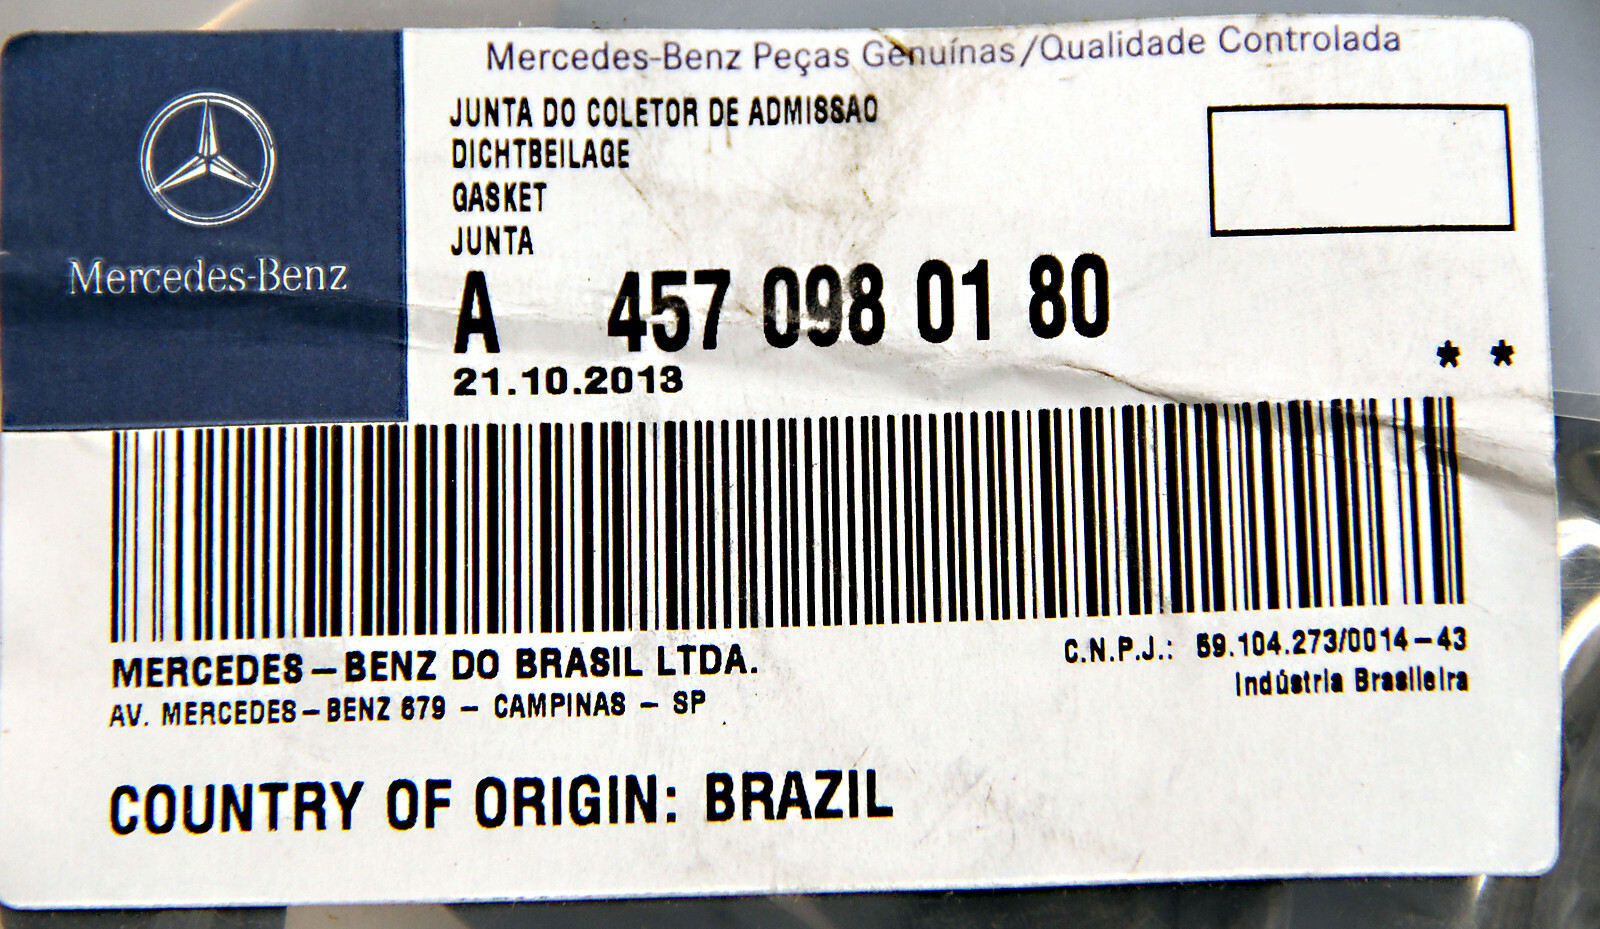 Mercedes-Benz Peças Genuínas/Qualidade Controlada
Mercedes-Benz
JUNTA DO COLETOR DE ADMISSAO
DICHTBEILAGE
GASKET
JUNTA
A 457 098 01 80
* *
21.10.2013
MERCEDES-BENZ DO BRASIL LTDA.
AV. MERCEDES-BENZ 679 - CAMPINAS - SP
C.N.P.J.: 59.104.273/0014-43
Indústria Brasileira
COUNTRY OF ORIGIN: BRAZIL